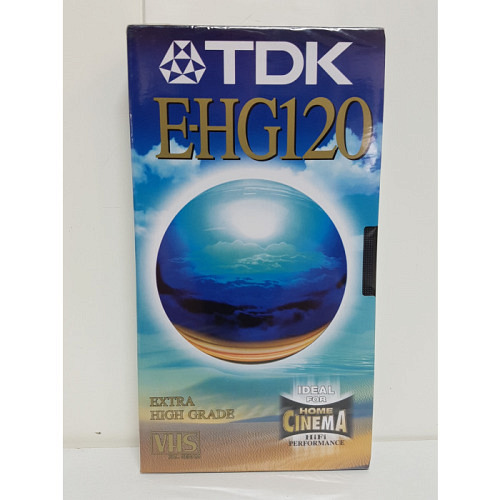 TDK
E-HG120
EXTRA
HIGH GRADE
VHS
IDEAL
FOR
HOME
CINEMA
HiFi
PERFORMANCE